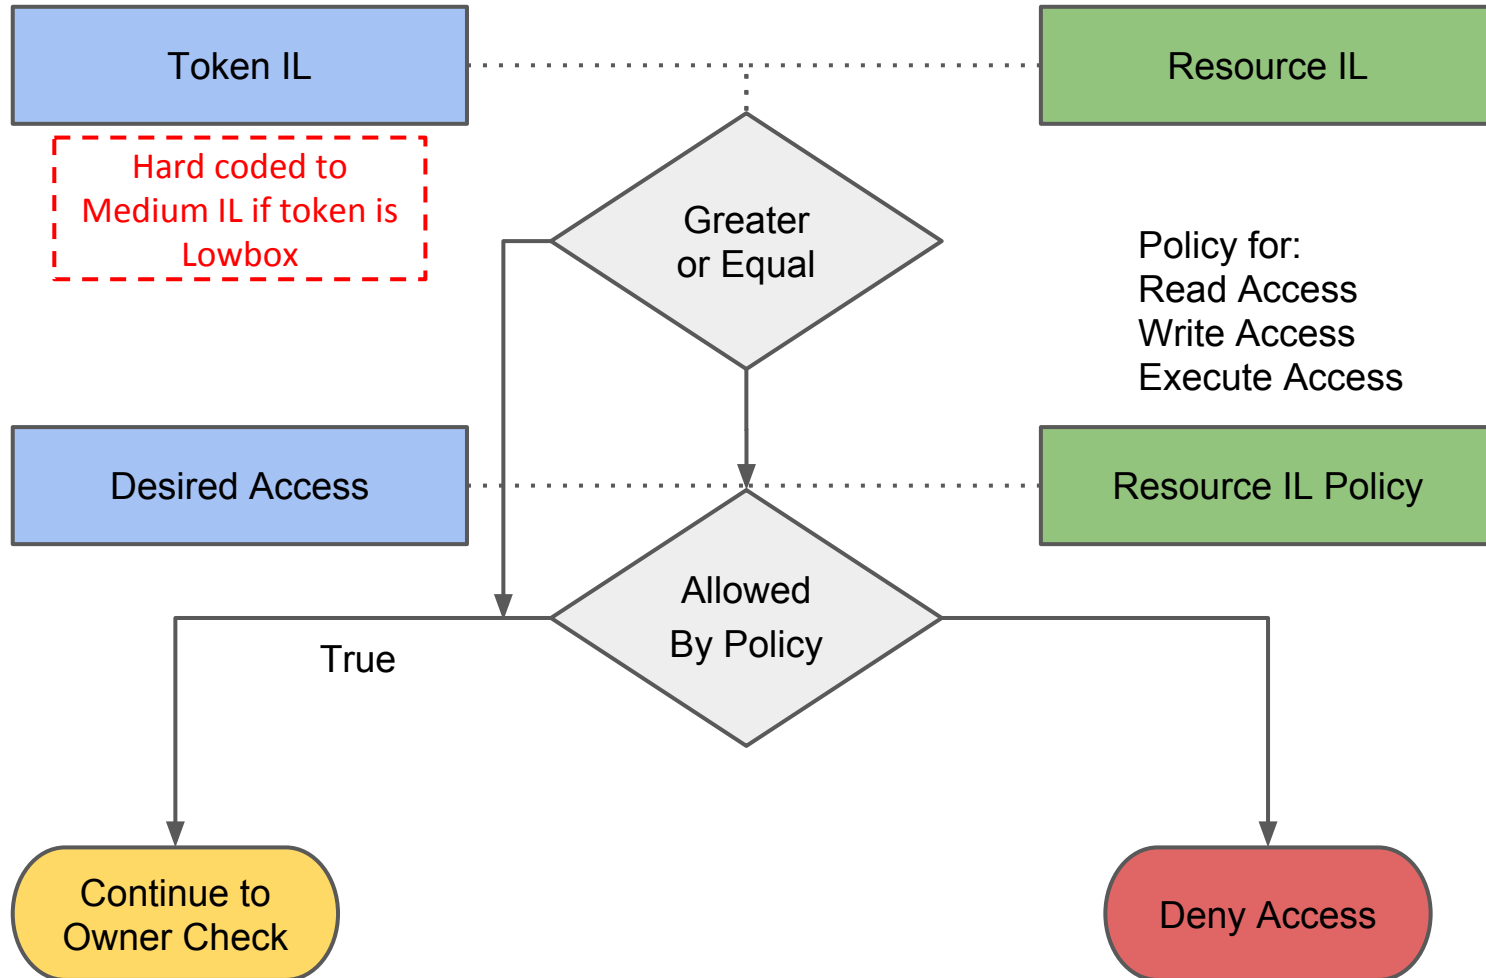 Token IL
Resource IL
Hard coded to
Medium IL if token is
Lowbox
Greater
or Equal
Policy for:
Read Access
Write Access
Execute Access
Desired Access
Resource IL Policy
Allowed
By Policy
True
Continue to
Owner Check
Deny Access